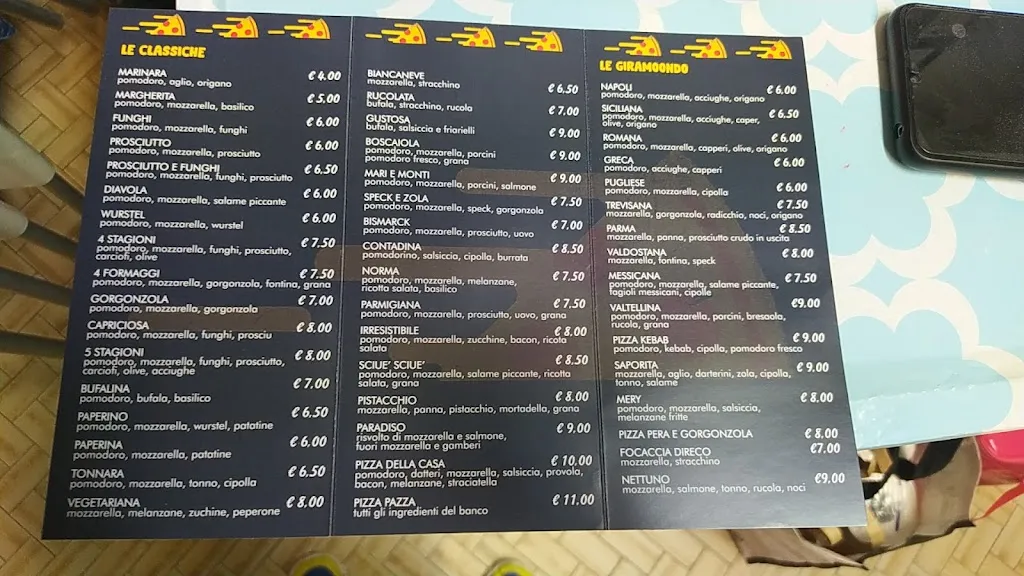 LE CLASSICHE
MARINARA € 4.00
pomodoro, aglio, origano
MARGHERITA € 5.00
pomodoro, mozzarella, basilico
FUNGHI € 6.00
pomodoro, mozzarella, funghi
PROSCIUTTO € 6.00
pomodoro, mozzarella, prosciutto
PROSCIUTTO E FUNGHI € 6.50
pomodoro, mozzarella, funghi, prosciutto
DIAVOLA € 6.00
pomodoro, mozzarella, salame piccante
WURSTEL € 6.00
pomodoro, mozzarella, wurstel
4 STAGIONI € 7.50
pomodoro, mozzarella, funghi, prosciutto,
carciofi, olive
4 FORMAGGI € 7.50
pomodoro, mozzarella, gorgonzola, fontina, grana
GORGONZOLA € 7.00
pomodoro, mozzarella, gorgonzola
CAPRICIOSA € 8.00
pomodoro, mozzarella, funghi, prosciu
5 STAGIONI € 8.00
pomodoro, mozzarella, funghi, prosciutto,
carciofi, olive, acciughe
BUFALINA € 7.00
pomodoro, bufala, basilico
PAPERINO € 6.50
pomodoro, mozzarella, wurstel, patatine
PAPERINA € 6.00
pomodoro, mozzarella, patatine
TONNARA € 6.50
pomodoro, mozzarella, tonno, cipolla
VEGETARIANA € 8.00
mozzarella, melanzane, zuchine, peperone
BIANCANEVE € 6.50
mozzarella, stracchino
RUCOLATA € 7.00
bufala, stracchino, rucola
GUSTOSA € 9.00
bufala, salsiccia e friarielli
BOSCAIOLA € 9.00
pomodoro, mozzarella, porcini
pomodoro fresco, grana
MARI E MONTI € 9.00
pomodoro, mozzarella, porcini, salmone
SPECK E ZOLA € 7.50
pomodoro, mozzarella, speck, gorganzola
BISMARCK € 7.00
pomodoro, mozzarella, prosciutto, uovo
CONTADINA € 8.50
pomodorino, salsiccia, cipolla, burrata
NORMA € 7.50
pomodoro, mozzarella, melanzane,
ricotta salata, basilico
PARMIGIANA € 7.50
pomodoro, mozzarella, prosciutto, uovo, grana
IRRESISTIBILE € 8.00
pomodoro, mozzarella, zucchine, bacon, ricotta
salata
SCIUE' SCIUE' € 8.50
pomodoro, mozzarella, salame piccante, ricotta
salata, grana
PISTACCHIO € 8.00
mozzarella, panna, pistacchio, mortadella, grana
PARADISO € 9.00
risvolto di mozzarella e salmone,
fuori mozzarella e gamberi
PIZZA DELLA CASA € 10.00
pomodoro, datteri, mozzarella, salsiccia, provola,
bacon, melanzane, straciatella
PIZZA PAZZA € 11.00
tutti gli ingredienti del banco
LE GIRAMOONDO
NAPOLI € 6.00
pomodoro, mozzarella, acciughe, origano
SICILIANA € 6.50
pomodoro, mozzarella, acciughe, caper,
olive, origano
ROMANA € 6.00
pomodoro, mozzarella, capperi, olive, origano
GRECA € 6.00
pomodoro, acciughe, capperi
PUGLIESE € 6.00
pomodoro, mozzarella, cipolla
TREVISANA € 7.50
mozzarella, gorgonzola, radicchio, noci, origano
PARMA € 8.50
mozzarella, panna, prosciutto crudo in uscita
VALDOSTANA € 8.00
mozzarella, fontina, speck
MESSICANA € 7.50
pomodoro, mozzarella, salame piccante,
fagioli messicani, cipolle
VALTELLINA €9.00
pomodoro, mozzarella, porcini, bresaola,
rucola, grana
PIZZA KEBAB € 9.00
pomodoro, kebab, cipolla, pomodoro fresco
SAPORITA € 9.00
mozzarella, aglio, darterini, zola, cipolla,
tonno, salame
MERY € 8.00
pomodoro, mozzarella, salsiccia,
melanzane fritte
PIZZA PERA E GORGONZOLA € 8.00
FOCACCIA DIRECO €7.00
mozzarella, stracchino
NETTUNO €9.00
mozzarella, salmone, tonno, rucola, noci